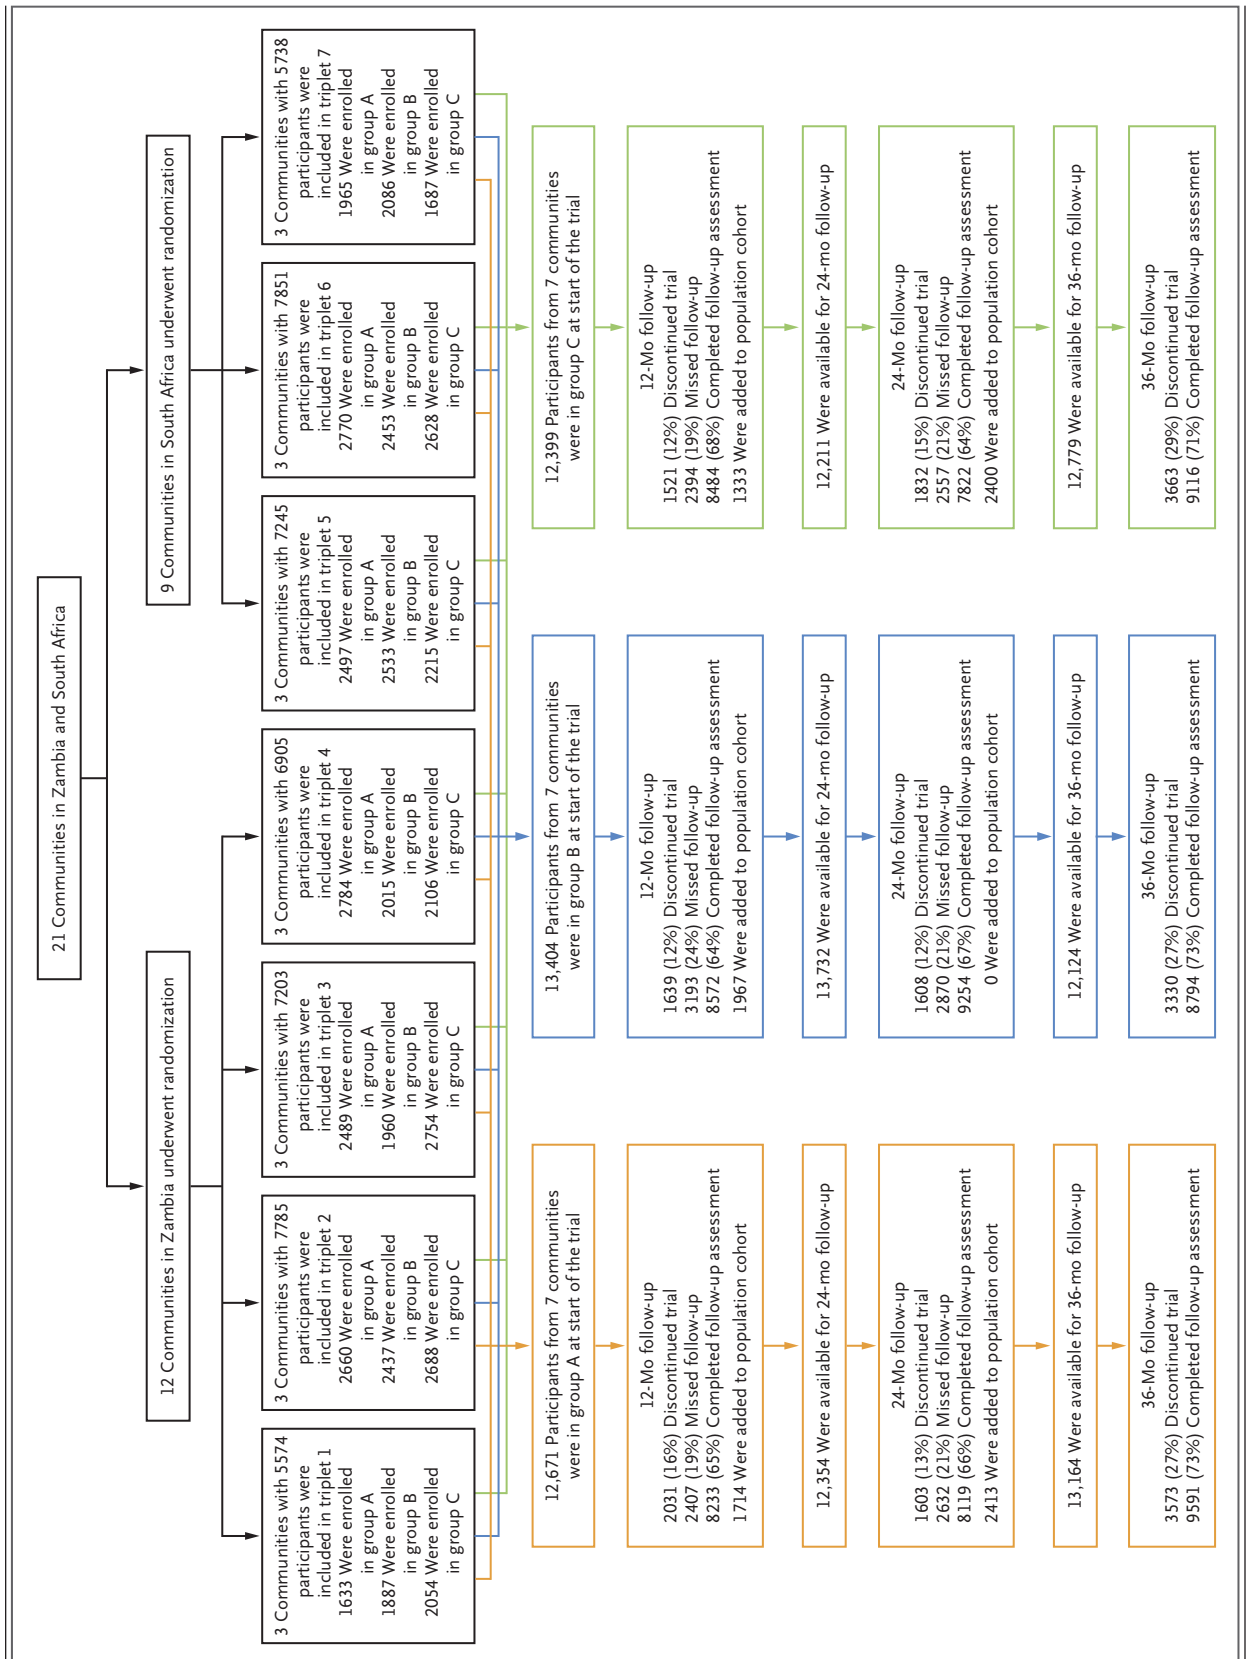 21 Communities in Zambia and South Africa
12 Communities in Zambia underwent randomization
9 Communities in South Africa underwent randomization
3 Communities with 5574
participants were
included in triplet 1
1633 Were enrolled
in group A
1887 Were enrolled
in group B
2054 Were enrolled
in group C
3 Communities with 7785
participants were
included in triplet 2
2660 Were enrolled
in group A
2437 Were enrolled
in group B
2688 Were enrolled
in group C
3 Communities with 7203
participants were
included in triplet 3
2489 Were enrolled
in group A
1960 Were enrolled
in group B
2754 Were enrolled
in group C
3 Communities with 6905
participants were
included in triplet 4
2784 Were enrolled
in group A
2015 Were enrolled
in group B
2106 Were enrolled
in group C
3 Communities with 7245
participants were
included in triplet 5
2497 Were enrolled
in group A
2533 Were enrolled
in group B
2215 Were enrolled
in group C
3 Communities with 7851
participants were
included in triplet 6
2770 Were enrolled
in group A
2453 Were enrolled
in group B
2628 Were enrolled
in group C
3 Communities with 5738
participants were
included in triplet 7
1965 Were enrolled
in group A
2086 Were enrolled
in group B
1687 Were enrolled
in group C
12,671 Participants from 7 communities
were in group A at start of the trial
12-Mo follow-up
2031 (16%) Discontinued trial
2407 (19%) Missed follow-up
8233 (65%) Completed follow-up assessment
1714 Were added to population cohort
12,354 Were available for 24-mo follow-up
24-Mo follow-up
1603 (13%) Discontinued trial
2632 (21%) Missed follow-up
8119 (66%) Completed follow-up assessment
2413 Were added to population cohort
13,164 Were available for 36-mo follow-up
36-Mo follow-up
3573 (27%) Discontinued trial
9591 (73%) Completed follow-up assessment
13,404 Participants from 7 communities
were in group B at start of the trial
12-Mo follow-up
1639 (12%) Discontinued trial
3193 (24%) Missed follow-up
8572 (64%) Completed follow-up assessment
1967 Were added to population cohort
13,732 Were available for 24-mo follow-up
24-Mo follow-up
1608 (12%) Discontinued trial
2870 (21%) Missed follow-up
9254 (67%) Completed follow-up assessment
0 Were added to population cohort
12,124 Were available for 36-mo follow-up
36-Mo follow-up
3330 (27%) Discontinued trial
8794 (73%) Completed follow-up assessment
12,399 Participants from 7 communities
were in group C at start of the trial
12-Mo follow-up
1521 (12%) Discontinued trial
2394 (19%) Missed follow-up
8484 (68%) Completed follow-up assessment
1333 Were added to population cohort
12,211 Were available for 24-mo follow-up
24-Mo follow-up
1832 (15%) Discontinued trial
2557 (21%) Missed follow-up
7822 (64%) Completed follow-up assessment
2400 Were added to population cohort
12,779 Were available for 36-mo follow-up
36-Mo follow-up
3663 (29%) Discontinued trial
9116 (71%) Completed follow-up assessment